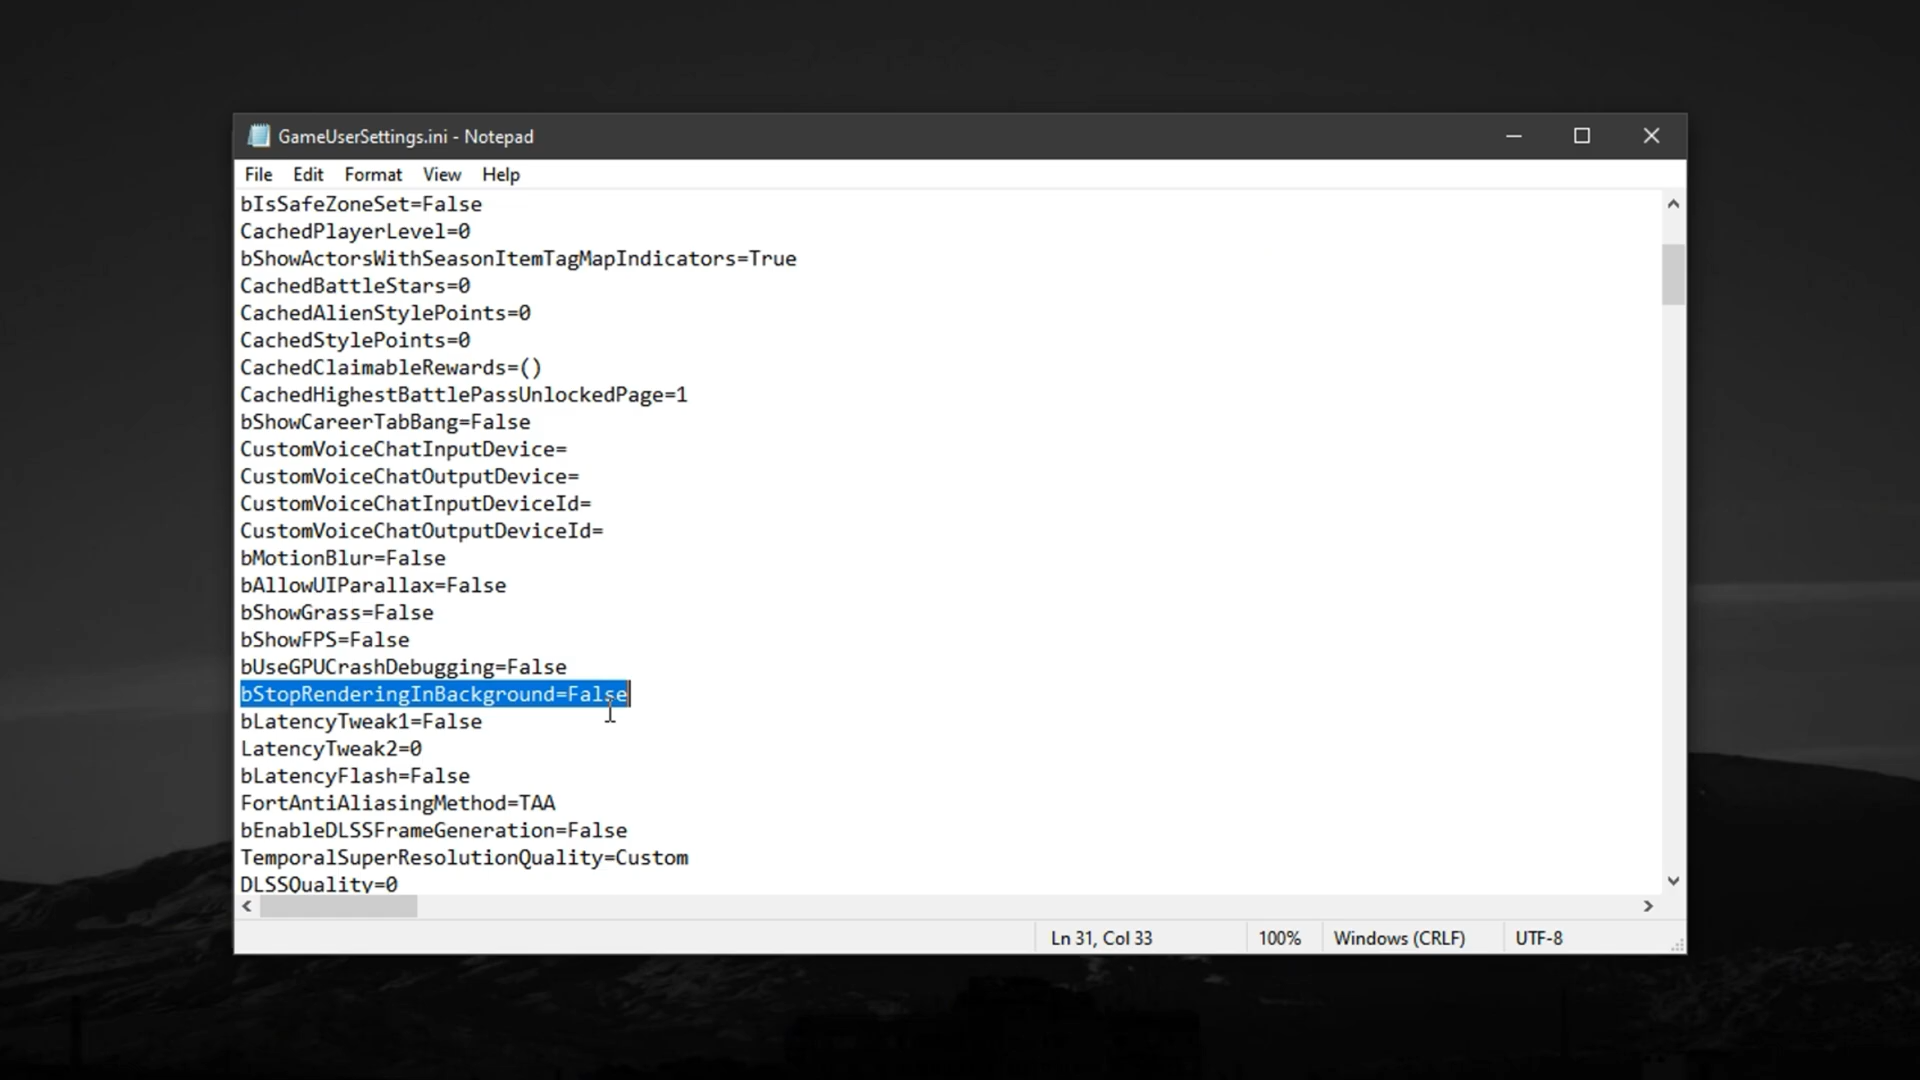 GameUserSettings.ini - Notepad
File Edit Format View Help
bIsSafeZoneSet=False
CachedPlayerLevel=0
bShowActorsWithSeasonItemTagMapIndicators=True
CachedBattleStars=0
CachedAlienStylePoints=0
CachedStylePoints=0
CachedClaimableRewards=()
CachedHighestBattlePassUnlockedPage=1
bShowCareerTabBang=False
CustomVoiceChatInputDevice=
CustomVoiceChatOutputDevice=
CustomVoiceChatInputDeviceId=
CustomVoiceChatOutputDeviceId=
bMotionBlur=False
bAllowUIParallax=False
bShowGrass=False
bShowFPS=False
bUseGPUCrashDebugging=False
bStopRenderingInBackground=False
bLatencyTweak1=False
LatencyTweak2=0
bLatencyFlash=False
FortAntiAliasingMethod=TAA
bEnableDLSSFrameGeneration=False
TemporalSuperResolutionQuality=Custom
DLSSQuality=0
Ln 31, Col 33 100% Windows (CRLF) UTF-8